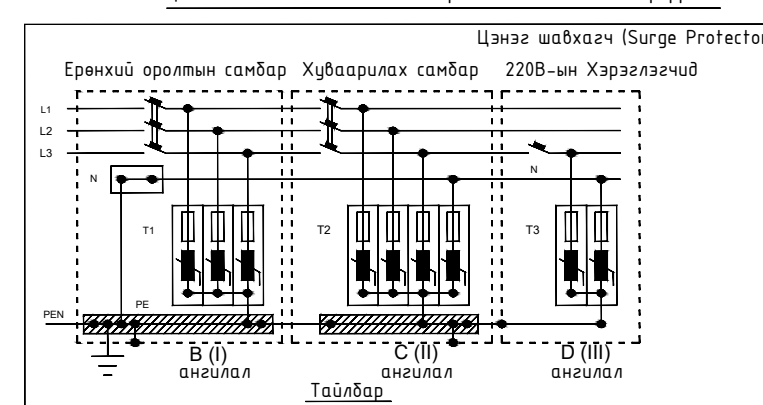 Цэнэг шавхагч (Surge Protector
Ерөнхий оролтын самбар Хуваарилах самбар 220В-ын Хэрэглэгчид
L1
L2
L3
N
N
T1
T2
T3
PE
PEN
B (I) C (II) D (III)
ангилал ангилал ангилал
Тайлбар